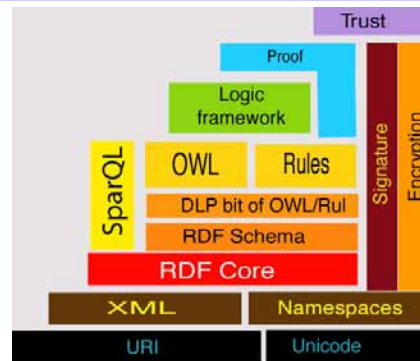 Trust
Proof
Logic
framework
Signature
Encryption
SparQL
OWL
Rules
DLP bit of OWL/Rul
RDF Schema
RDF Core
XML
Namespaces
URI
Unicode